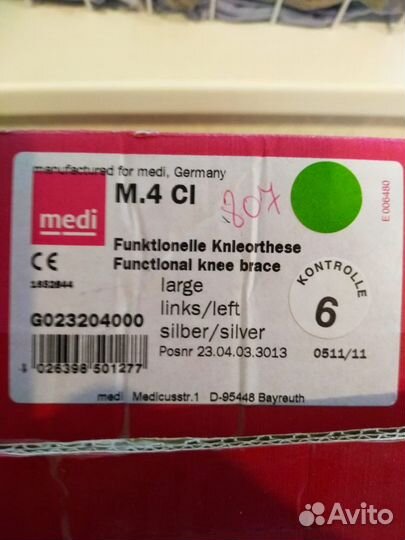 manufactured for medi, Germany
M.4 CI
807
E 006480
medi
Funktionelle Knieorthese
Functional knee brace
CE
1832844
large
links/left
silber/silver
G023204000
Posnr 23.04.03.3013
KONTROLLE
6
0511/11
4 026398 501277
medi Medicusstr.1 D-95448 Bayreuth
Avito